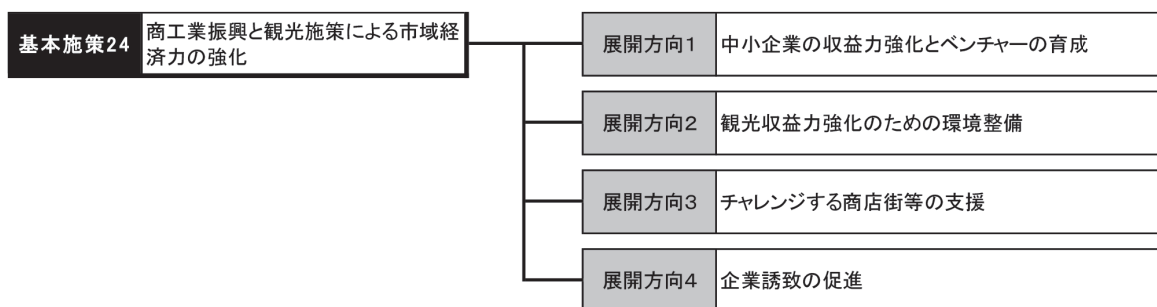 基本施策24
商工業振興と観光施策による市域経
済力の強化
展開方向1 中小企業の収益力強化とベンチャーの育成
展開方向2 観光収益力強化のための環境整備
展開方向3 チャレンジする商店街等の支援
展開方向4 企業誘致の促進